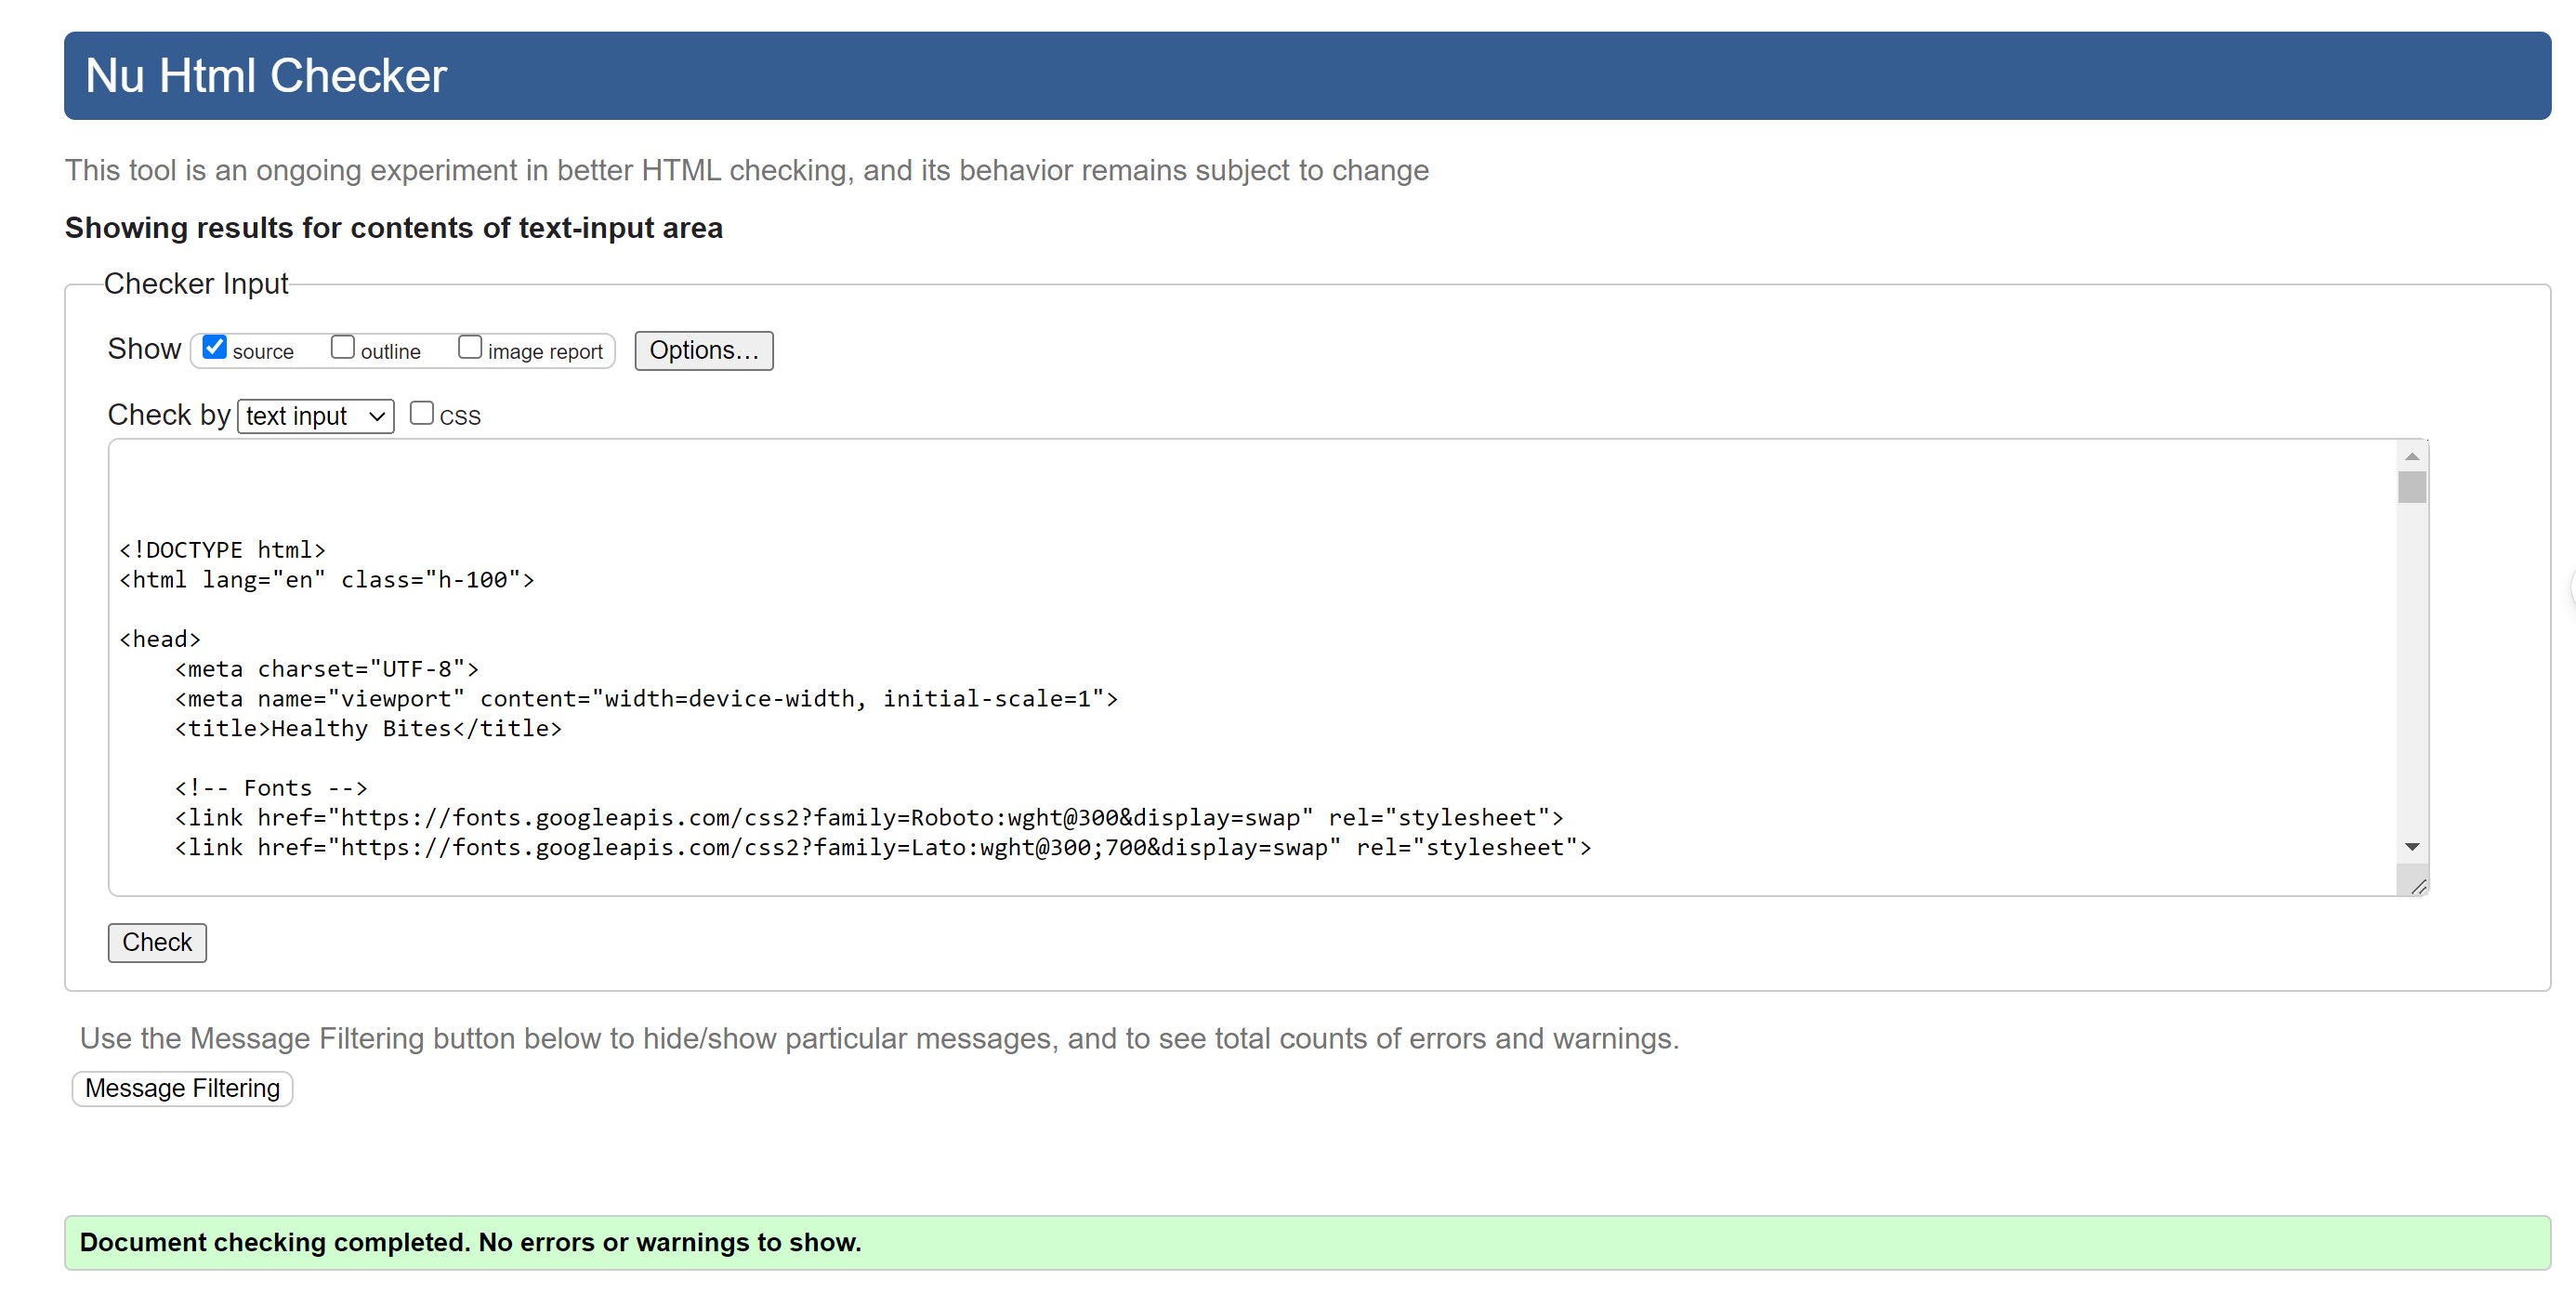 Nu Html Checker
This tool is an ongoing experiment in better HTML checking, and its behavior remains subject to change
Showing results for contents of text-input area
Checker Input
Show source outline image report Options...
Check by text input CSS
<!DOCTYPE html>
<html lang="en" class="h-100">
<head>
    <meta charset="UTF-8">
    <meta name="viewport" content="width=device-width, initial-scale=1">
    <title>Healthy Bites</title>
    <!-- Fonts -->
    <link href="https://fonts.googleapis.com/css2?family=Roboto:wght@300&display=swap" rel="stylesheet">
    <link href="https://fonts.googleapis.com/css2?family=Lato:wght@300;700&display=swap" rel="stylesheet">
Check
Use the Message Filtering button below to hide/show particular messages, and to see total counts of errors and warnings.
Message Filtering
Document checking completed. No errors or warnings to show.